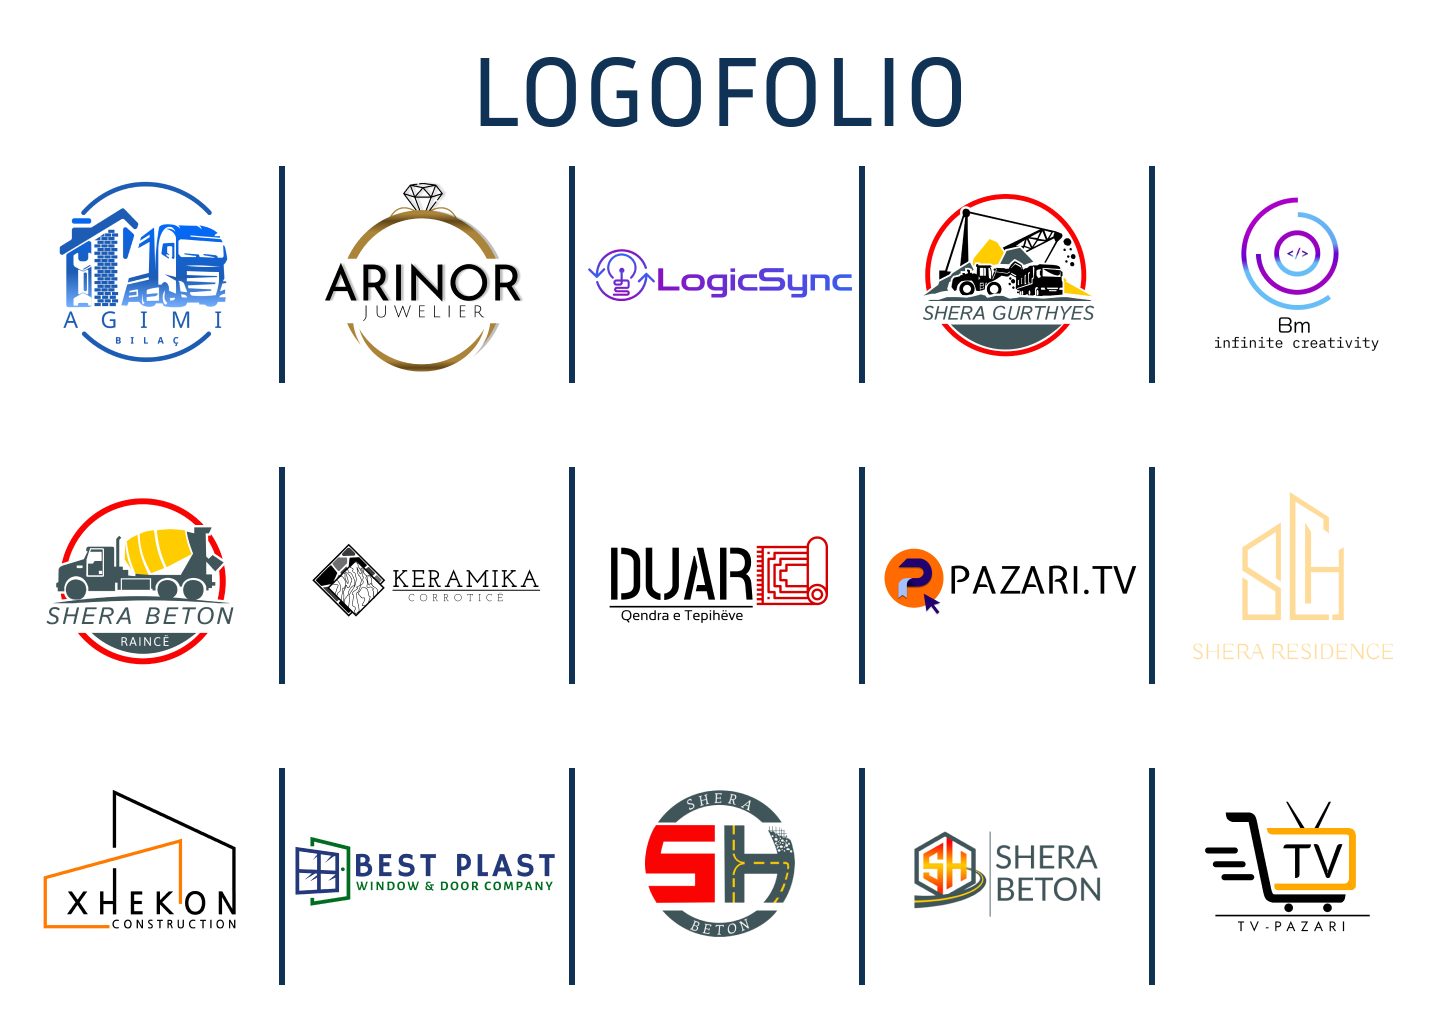 LOGOFOLIO
AGIMI
BILAÇ
ARINOR
JUWELIER
LogicSync
SHERA GURTHYES
</>
Bm
infinite creativity
SHERA BETON
RAINCË
KERAMIKA
CORROTICË
DUAR
Qendra e Tepihëve
PAZARI.TV
SHERA RESIDENCE
XHEKON
CONSTRUCTION
BEST PLAST
WINDOW & DOOR COMPANY
SHERA
SH
BETON
SH
SHERA
BETON
TV
TV-PAZARI